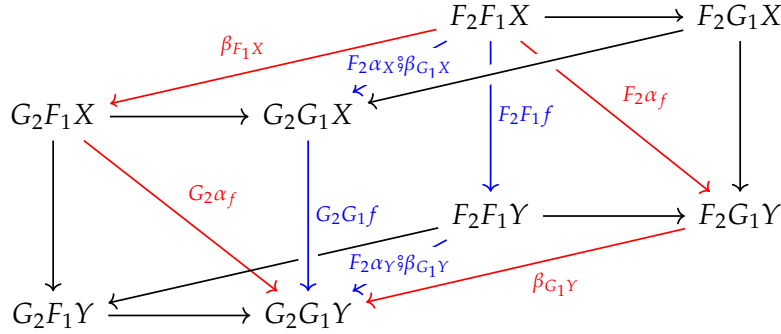 F₂F₁X F₂G₁X
β_{F₁X}
F₂α_X⨟β_{G₁X}
F₂α_f
G₂F₁X G₂G₁X F₂F₁f
G₂α_f G₂G₁f
F₂F₁Y F₂G₁Y
F₂α_Y⨟β_{G₁Y}
β_{G₁Y}
G₂F₁Y G₂G₁Y